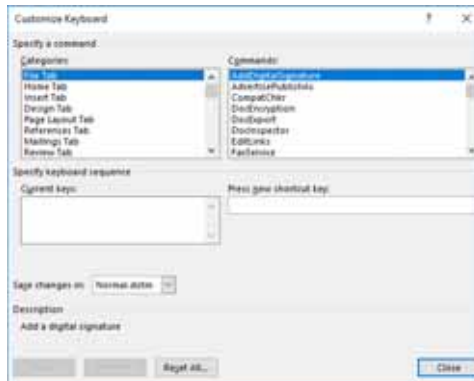 Customize Keyboard ? X
Specify a command
Categories: Commands:
File Tab AddDigitalSignature
Home Tab AdvertisePublishAs
Insert Tab CompatChkr
Design Tab DocEncryption
Page Layout Tab DocExport
References Tab DocInspector
Mailings Tab EditLinks
Review Tab FaxService
Specify keyboard sequence
Current keys: Press new shortcut key:
Save changes in: Normal.dotm
Description
Add a digital signature
Reset All... Close